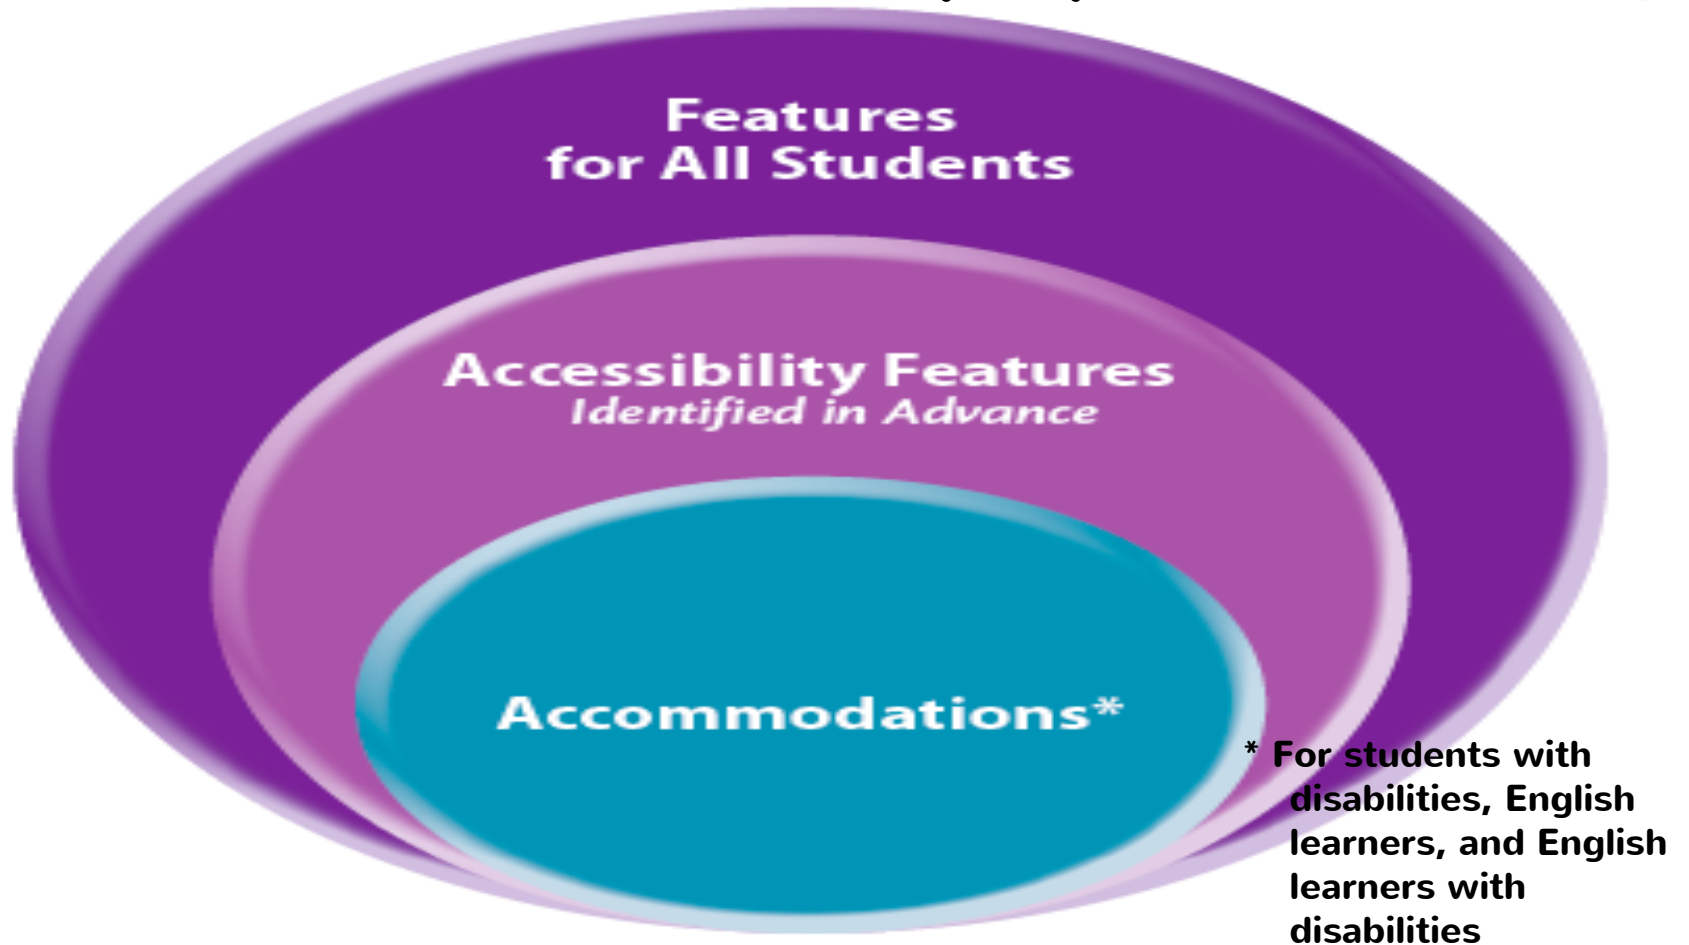 Features
for All Students
Accessibility Features
Identified in Advance
Accommodations*
* For students with
disabilities, English
learners, and English
learners with
disabilities